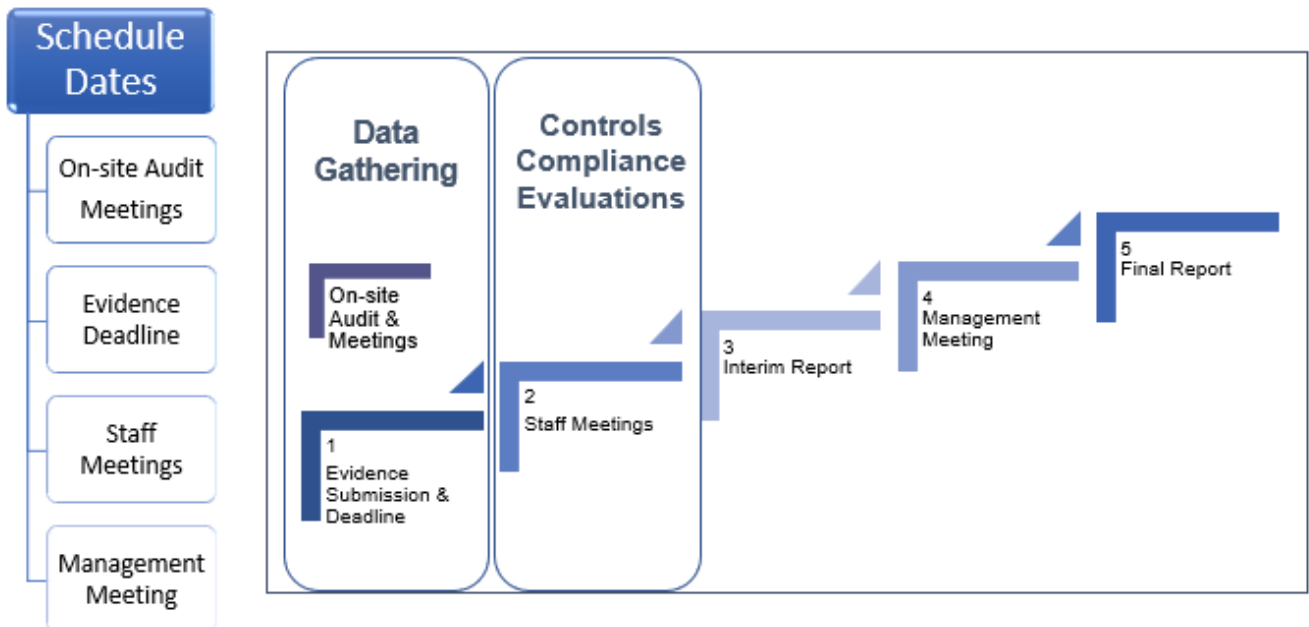 Schedule
Dates
On-site Audit
Meetings
Evidence
Deadline
Staff
Meetings
Management
Meeting
Data
Gathering
On-site
Audit &
Meetings
1
Evidence
Submission &
Deadline
Controls
Compliance
Evaluations
2
Staff Meetings
3
Interim Report
4
Management
Meeting
5
Final Report